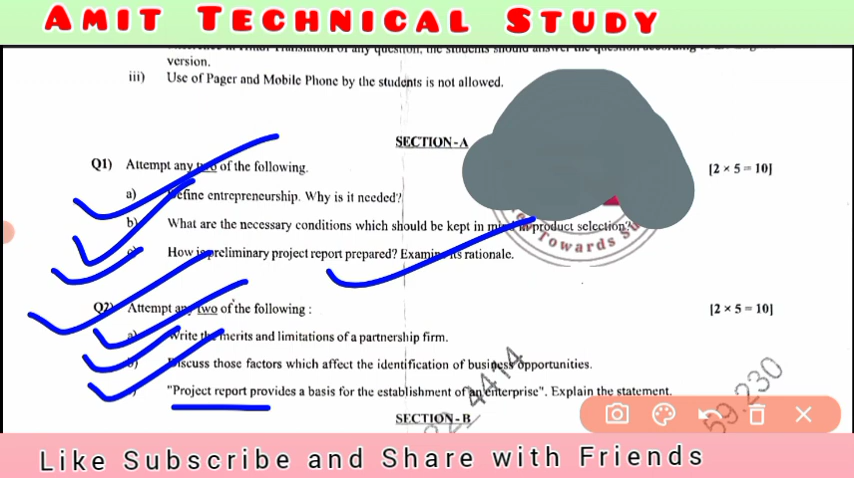 AMIT TECHNICAL STUDY
version.
iii) Use of Pager and Mobile Phone by the students is not allowed.
SECTION-A
Q1) Attempt any two of the following. [2 × 5 = 10]
a) Define entrepreneurship. Why is it needed?
b) What are the necessary conditions which should be kept in mind in product selection?
How is preliminary project report prepared? Examine its rationale.
Towards
Q2) Attempt any two of the following : [2 × 5 = 10]
a) Write the merits and limitations of a partnership firm.
b) Discuss those factors which affect the identification of business opportunities.
"Project report provides a basis for the establishment of an enterprise". Explain the statement.
4414
59.230
SECTION-B
Like Subscribe and Share with Friends